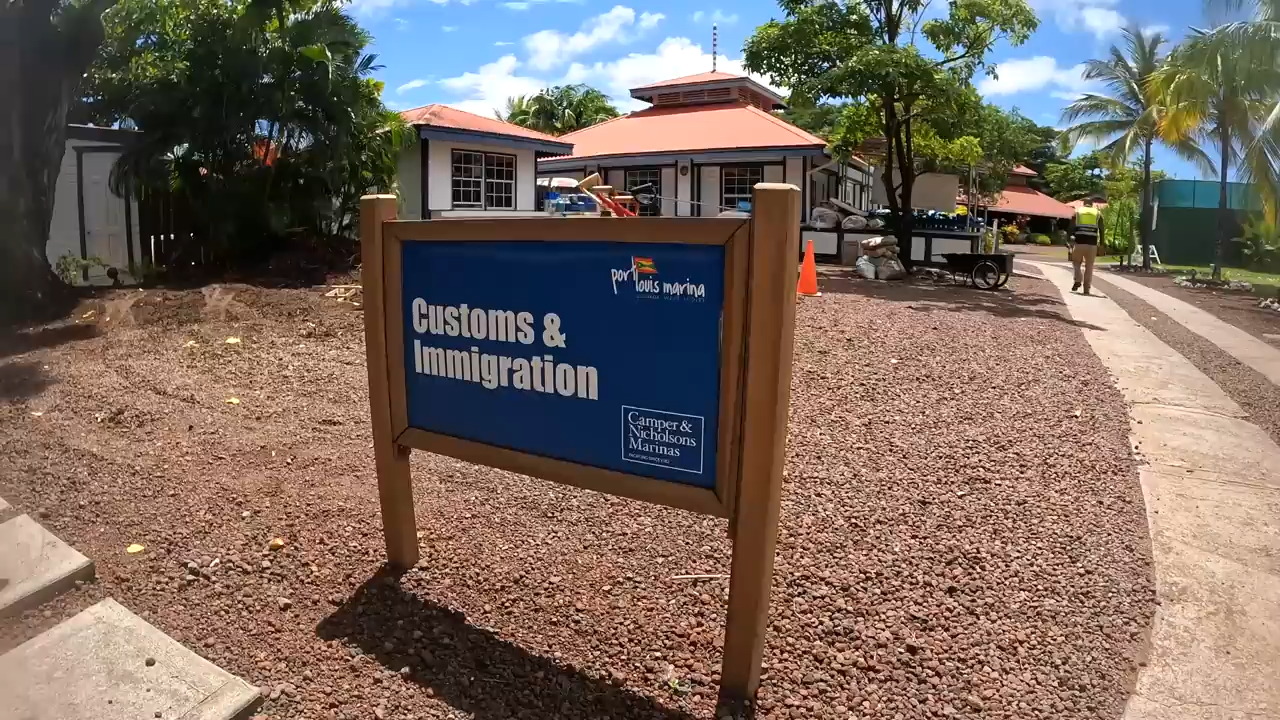 port louis marina
Customs &
Immigration
Camper &
Nicholsons
Marinas